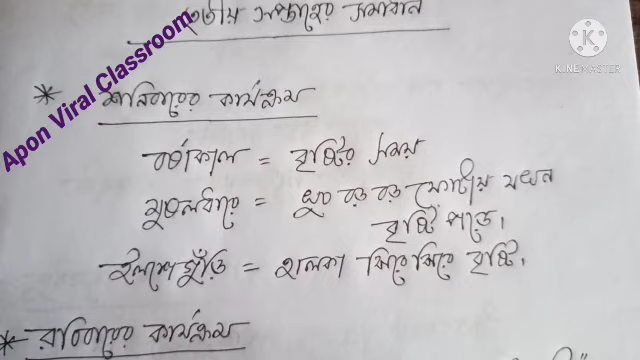 তৃতীয় সপ্তাহের সমাধান
KINEMASTER
Apon Viral Classroom
* শনিবারের কার্যক্রম
বর্ষাকাল = বৃষ্টির সময়
মুষলধারে = খুব বড় বড় ফোটায় যখন
বৃষ্টি পড়ে।
ইলশেগুঁড়ি = হালকা ঝিরেঝিরে বৃষ্টি।
* রবিবারের কার্যক্রম